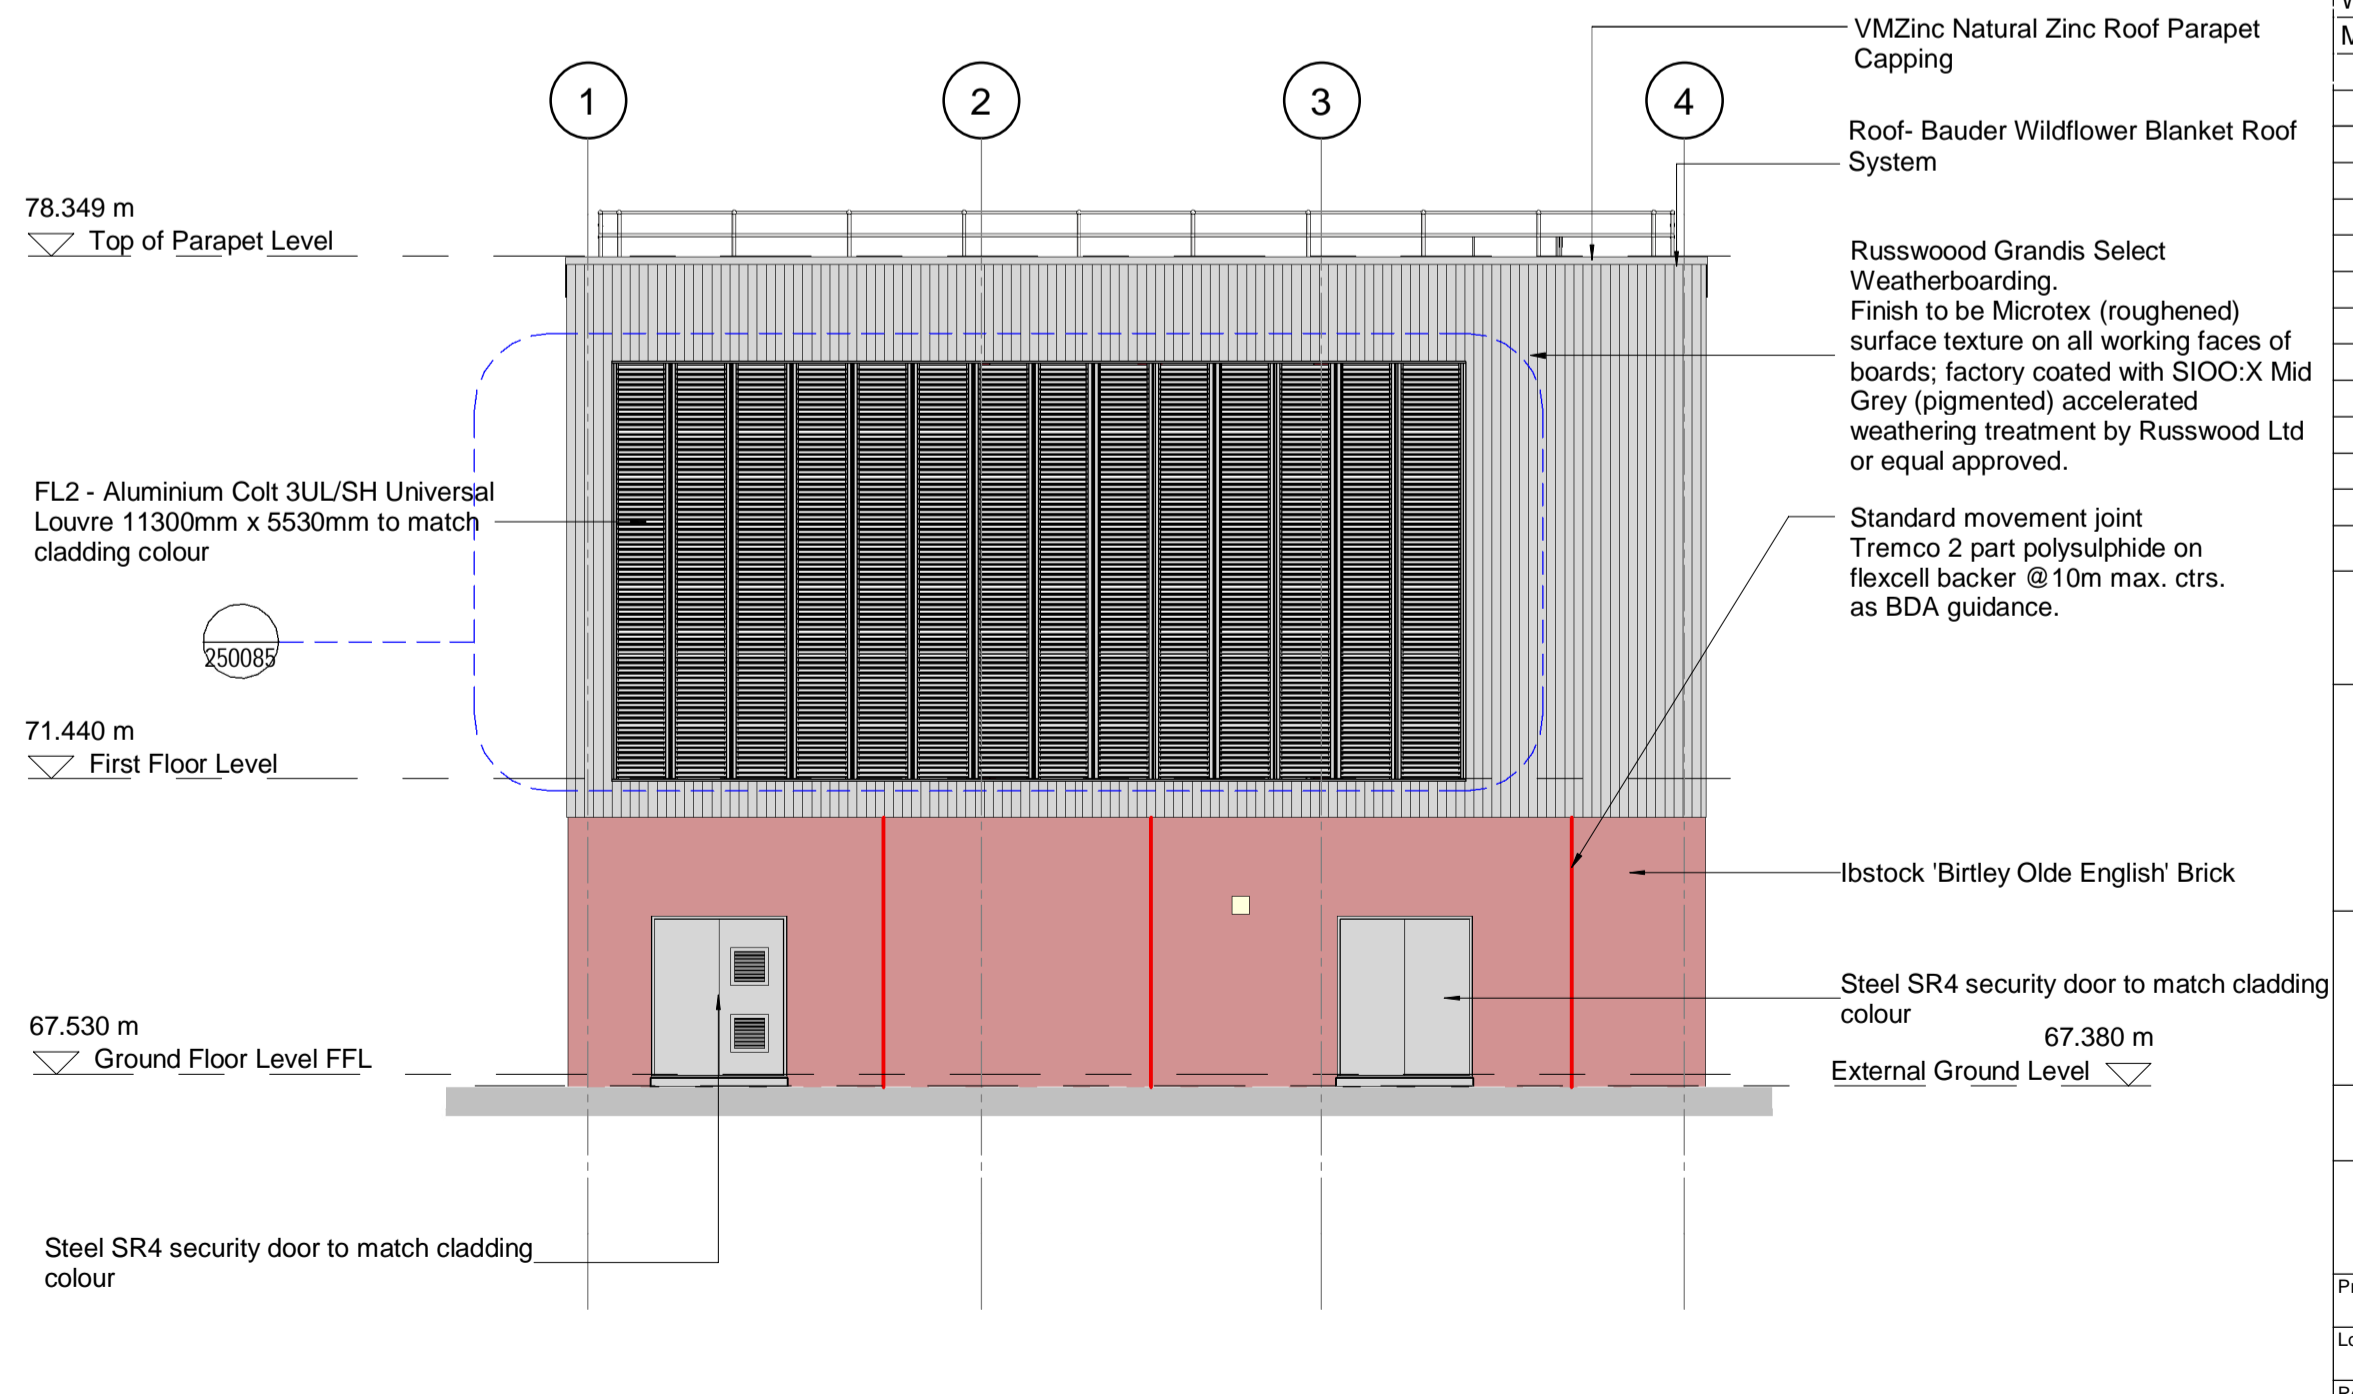 VMZinc Natural Zinc Roof Parapet
Capping
1
2
3
4
Roof- Bauder Wildflower Blanket Roof
System
78.349 m
Top of Parapet Level
Russwoood Grandis Select
Weatherboarding.
Finish to be Microtex (roughened)
surface texture on all working faces of
boards; factory coated with SIOO:X Mid
Grey (pigmented) accelerated
weathering treatment by Russwood Ltd
or equal approved.
FL2 - Aluminium Colt 3UL/SH Universal
Louvre 11300mm x 5530mm to match
cladding colour
Standard movement joint
Tremco 2 part polysulphide on
flexcell backer @10m max. ctrs.
as BDA guidance.
250085
71.440 m
First Floor Level
Ibstock 'Birtley Olde English' Brick
Steel SR4 security door to match cladding
colour
67.530 m
Ground Floor Level FFL
67.380 m
External Ground Level
Steel SR4 security door to match cladding
colour